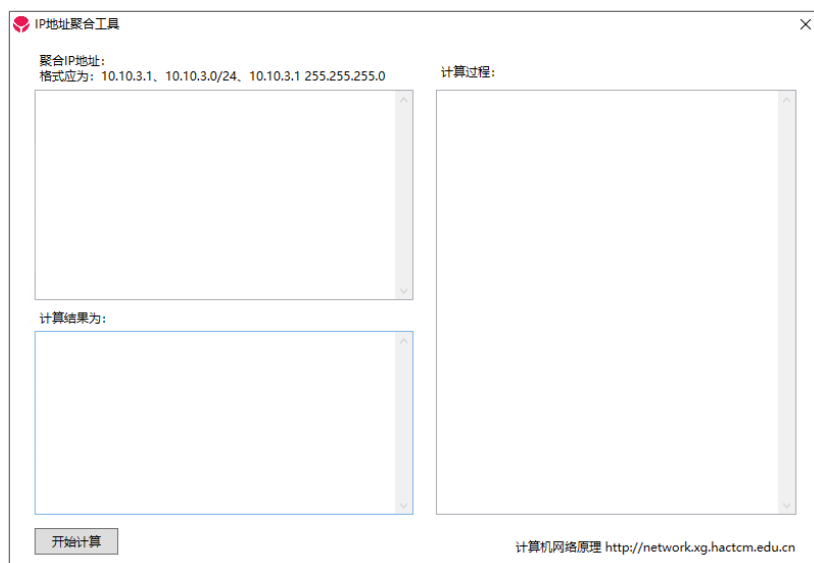 IP地址聚合工具
聚合IP地址：
格式应为：10.10.3.1、10.10.3.0/24、10.10.3.1 255.255.255.0
计算过程：
计算结果为：
开始计算
计算机网络原理 http://network.xg.hactcm.edu.cn